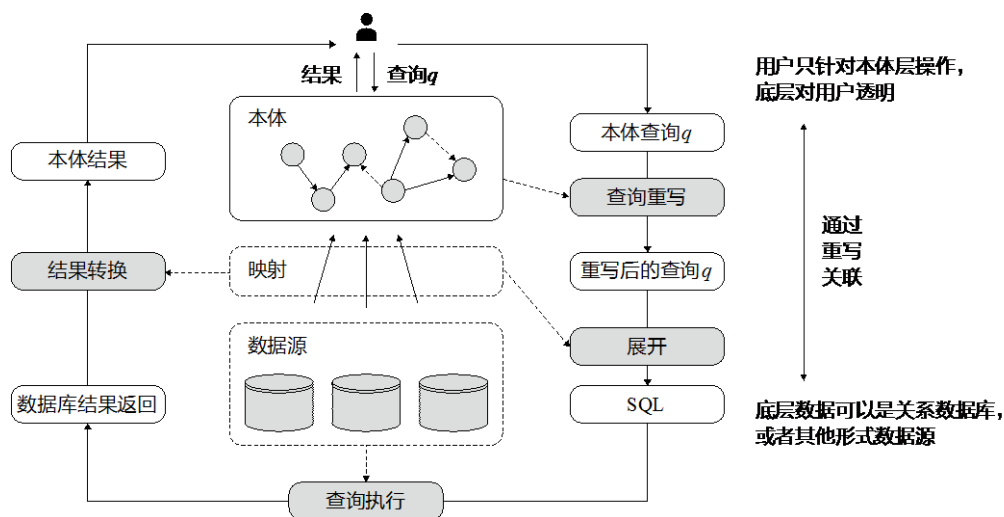 结果
查询q
用户只针对本体层操作，
底层对用户透明
本体
本体查询q
本体结果
查询重写
通过
重写
关联
结果转换
映射
重写后的查询q
数据源
展开
数据库结果返回
SQL
底层数据可以是关系数据库，
或者其他形式数据源
查询执行